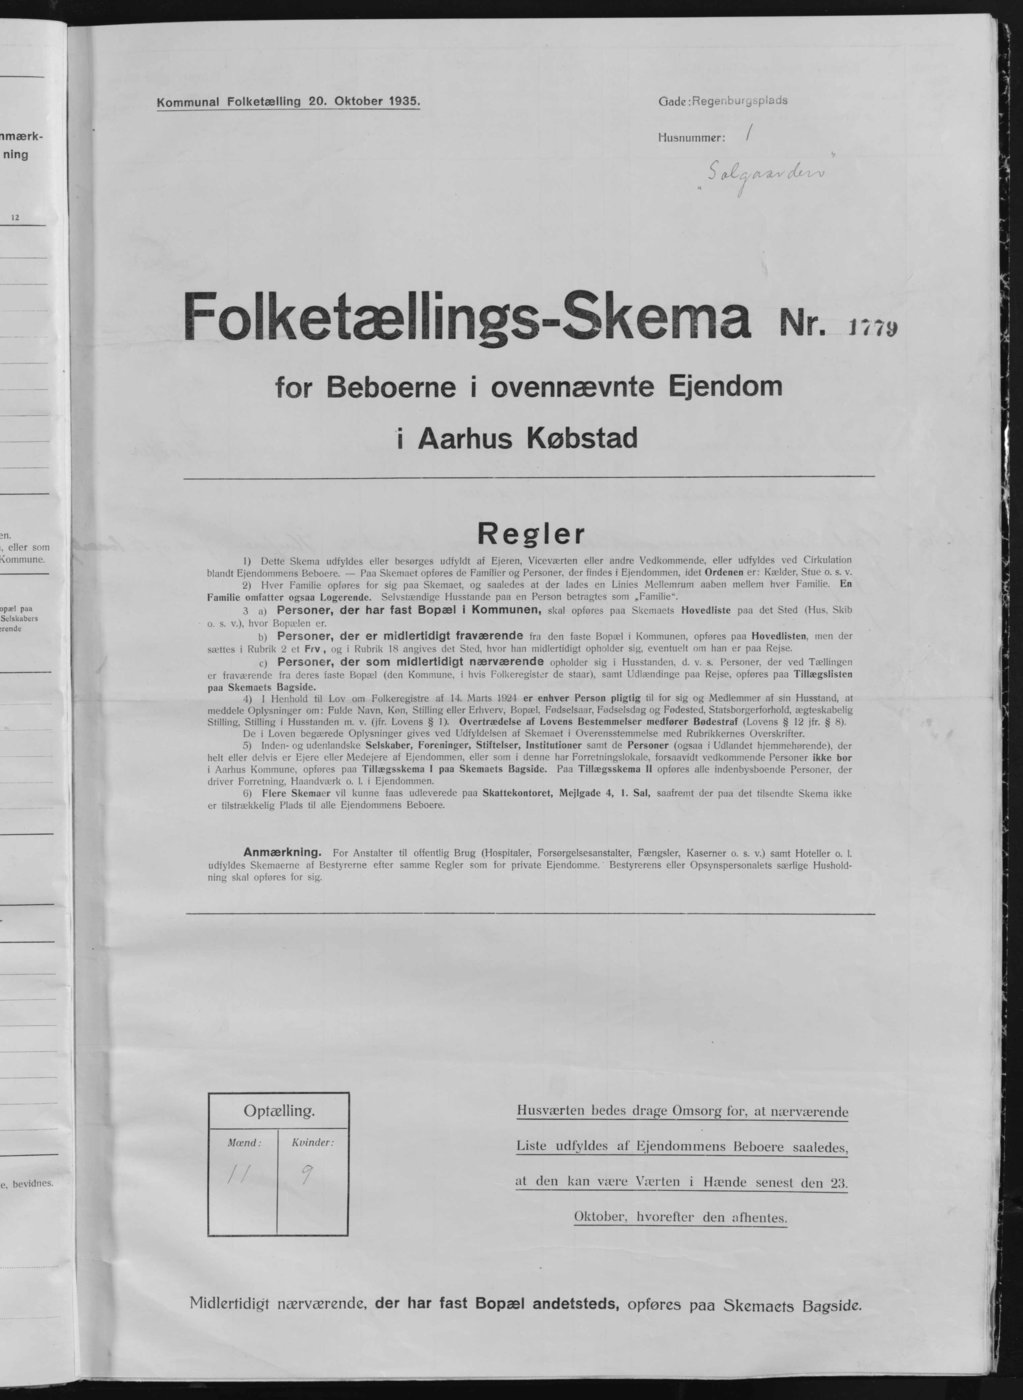 nmærk-
ning
12
en.
, eller som
Kommune.
opæl paa
Selskabers
rende
e, bevidnes.
Kommunal Folketælling 20. Oktober 1935.
Gade: Regenburgsplads
Husnummer: 1
"Solgaarden"
Folketællings-Skema Nr. 1779
for Beboerne i ovennævnte Ejendom
i Aarhus Købstad
Regler
1) Dette Skema udfyldes eller besørges udfyldt af Ejeren, Viceværten eller andre Vedkommende, eller udfyldes ved Cirkulation
blandt Ejendommens Beboere. — Paa Skemaet opføres de Familier og Personer, der findes i Ejendommen, idet Ordenen er: Kælder, Stue o. s. v.
2) Hver Familie opføres for sig paa Skemaet, og saaledes at der lades en Linies Mellemrum aaben mellem hver Familie. En
Familie omfatter ogsaa Logerende. Selvstændige Husstande paa en Person betragtes som „Familie".
3 a) Personer, der har fast Bopæl i Kommunen, skal opføres paa Skemaets Hovedliste paa det Sted (Hus, Skib
o. s. v.), hvor Bopælen er.
b) Personer, der er midlertidigt fraværende fra den faste Bopæl i Kommunen, opføres paa Hovedlisten, men der
sættes i Rubrik 2 et Frv, og i Rubrik 18 angives det Sted, hvor han midlertidigt opholder sig, eventuelt om han er paa Rejse.
c) Personer, der som midlertidigt nærværende opholder sig i Husstanden, d. v. s. Personer, der ved Tællingen
er fraværende fra deres faste Bopæl (den Kommune, i hvis Folkeregister de staar), samt Udlændinge paa Rejse, opføres paa Tillægslisten
paa Skemaets Bagside.
4) I Henhold til Lov om Folkeregistre af 14. Marts 1924 er enhver Person pligtig til for sig og Medlemmer af sin Husstand, at
meddele Oplysninger om: Fulde Navn, Køn, Stilling eller Erhverv, Bopæl, Fødselsaar, Fødselsdag og Fødested, Statsborgerforhold, ægteskabelig
Stilling, Stilling i Husstanden m. v. (jfr. Lovens § 1). Overtrædelse af Lovens Bestemmelser medfører Bødestraf (Lovens § 12 jfr. § 8).
De i Loven begærede Oplysninger gives ved Udfyldelsen af Skemaet i Overensstemmelse med Rubrikkernes Overskrifter.
5) Inden- og udenlandske Selskaber, Foreninger, Stiftelser, Institutioner samt de Personer (ogsaa i Udlandet hjemmehørende), der
helt eller delvis er Ejere eller Medejere af Ejendommen, eller som i denne har Forretningslokale, forsaavidt vedkommende Personer ikke bor
i Aarhus Kommune, opføres paa Tillægsskema I paa Skemaets Bagside. Paa Tillægsskema II opføres alle indenbysboende Personer, der
driver Forretning, Haandværk o. l. i Ejendommen.
6) Flere Skemaer vil kunne faas udleverede paa Skattekontoret, Mejlgade 4, 1. Sal, saafremt der paa det tilsendte Skema ikke
er tilstrækkelig Plads til alle Ejendommens Beboere.
Anmærkning. For Anstalter til offentlig Brug (Hospitaler, Forsørgelsesanstalter, Fængsler, Kaserner o. s. v.) samt Hoteller o. l.
udfyldes Skemaerne af Bestyrerne efter samme Regler som for private Ejendomme. Bestyrerens eller Opsynspersonalets særlige Hushold-
ning skal opføres for sig.
Optælling.
Mænd: Kvinder:
11 9
Husværten bedes drage Omsorg for, at nærværende
Liste udfyldes af Ejendommens Beboere saaledes,
at den kan være Værten i Hænde senest den 23.
Oktober, hvorefter den afhentes.
Midlertidigt nærværende, der har fast Bopæl andetsteds, opføres paa Skemaets Bagside.